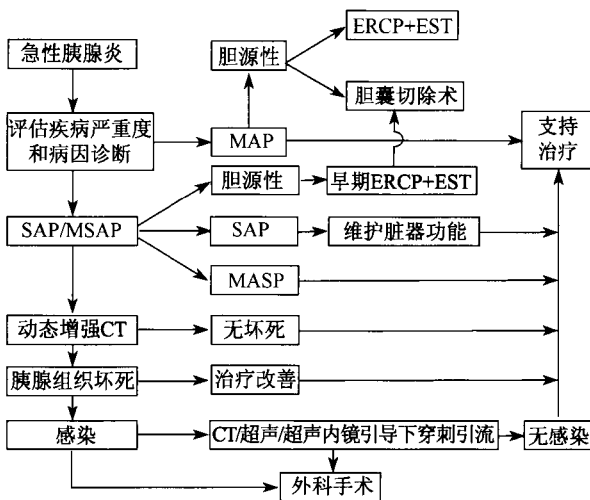 急性胰腺炎
胆源性
ERCP+EST
胆囊切除术
评估疾病严重度
和病因诊断
MAP
支持
治疗
胆源性
早期ERCP+EST
SAP/MSAP
SAP
维护脏器功能
MASP
动态增强CT
无坏死
胰腺组织坏死
治疗改善
感染
CT/超声/超声内镜引导下穿刺引流
无感染
外科手术